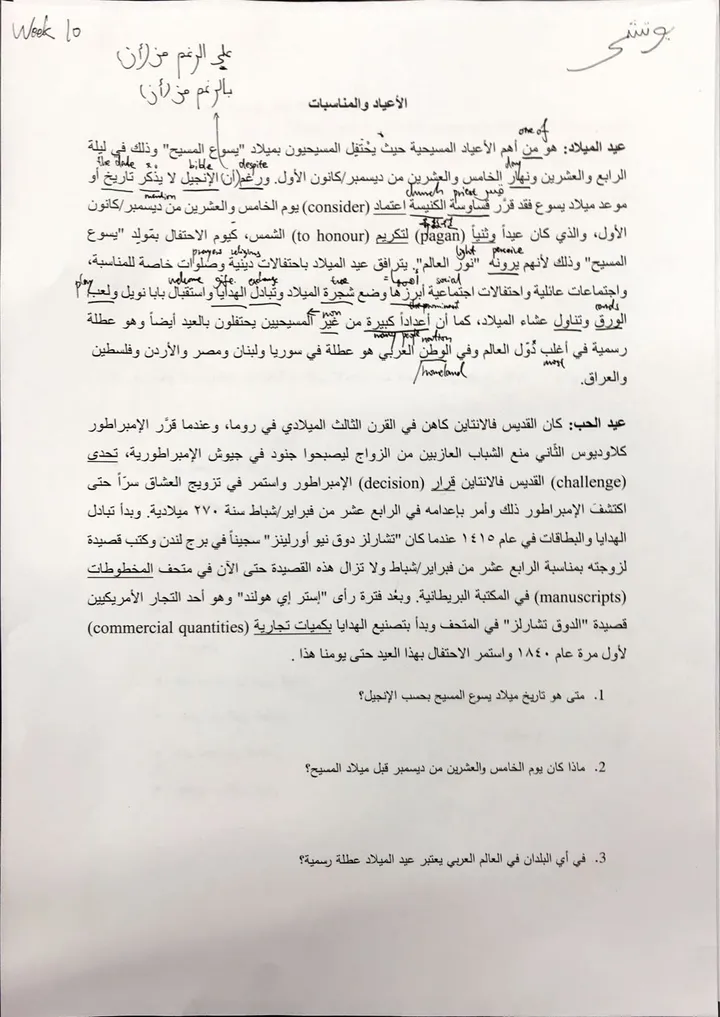 Week 10
يوتشي
على الرغم من (أن)
بالرغم من (أن)
الأعياد والمناسبات
one of
عيد الميلاد: هو من أهم الأعياد المسيحية حيث يَحْتَفِل المسيحيون بميلاد "يسوع المسيح" وذلك في ليلة
the date bible despite day
الرابع والعشرين ونهار الخامس والعشرين من ديسمبر/كانون الأول. ورغم (أن) الإنجيل لا يذكر تاريخ أو
mention church priest
موعد ميلاد يسوع فقد قرَّر قساوسة الكنيسة اعتماد (consider) يوم الخامس والعشرين من ديسمبر/كانون
الأول، والذي كان عيداً وثنياً (pagan) لتكريم (to honour) الشمس، كيوم الاحتفال بمَولِد "يسوع
prayers religious light perceive
المسيح" وذلك لأنهم يرونه "نور العالم". يترافق عيد الميلاد باحتفالات دينية وصلوات خاصة للمناسبة،
play welcome gift exchange tree social
واجتماعات عائلية واحتفالات اجتماعية أبرزها وضع شجرة الميلاد وتبادل الهدايا واستقبال بابا نويل ولعب
non cards
الورق وتناول عشاء الميلاد، كما أن أعداداً كبيرة من غير المسيحيين يحتفلون بالعيد أيضاً وهو عطلة
nation most
رسمية في أغلب دُوَل العالم وفي الوطن العربي هو عطلة في سوريا ولبنان ومصر والأردن وفلسطين
homeland
والعراق.
عيد الحب: كان القديس فالانتاين كاهن في القرن الثالث الميلادي في روما، وعندما قرَّر الإمبراطور
كلاوديوس الثَّاني منع الشباب العازبين من الزواج ليصبحوا جنود في جيوش الإمبراطورية، تحدى
(challenge) القديس فالانتاين قرار (decision) الإمبراطور واستمر في تزويج العشاق سرّاً حتى
اكتشف الإمبراطور ذلك وأمر بإعدامه في الرابع عشر من فبراير/شباط سنة ٢٧٠ ميلادية. وبدأ تبادل
الهدايا والبطاقات في عام ١٤١٥ عندما كان "تشارلز دوق نيو أورلينز" سجيناً في برج لندن وكتب قصيدة
لزوجته بمناسبة الرابع عشر من فبراير/شباط ولا تزال هذه القصيدة حتى الآن في متحف المخطوطات
(manuscripts) في المكتبة البريطانية. وبعُد فترة رأى "إستر إي هولند" وهو أحد التجار الأمريكيين
قصيدة "الدوق تشارلز" في المتحف وبدأ بتصنيع الهدايا بكميات تجارية (commercial quantities)
لأول مرة عام ١٨٤٠ واستمر الاحتفال بهذا العيد حتى يومنا هذا .
1. متى هو تاريخ ميلاد يسوع المسيح بحسب الإنجيل؟
2. ماذا كان يوم الخامس والعشرين من ديسمبر قبل ميلاد المسيح؟
3. في أي البلدان في العالم العربي يعتبر عيد الميلاد عطلة رسمية؟